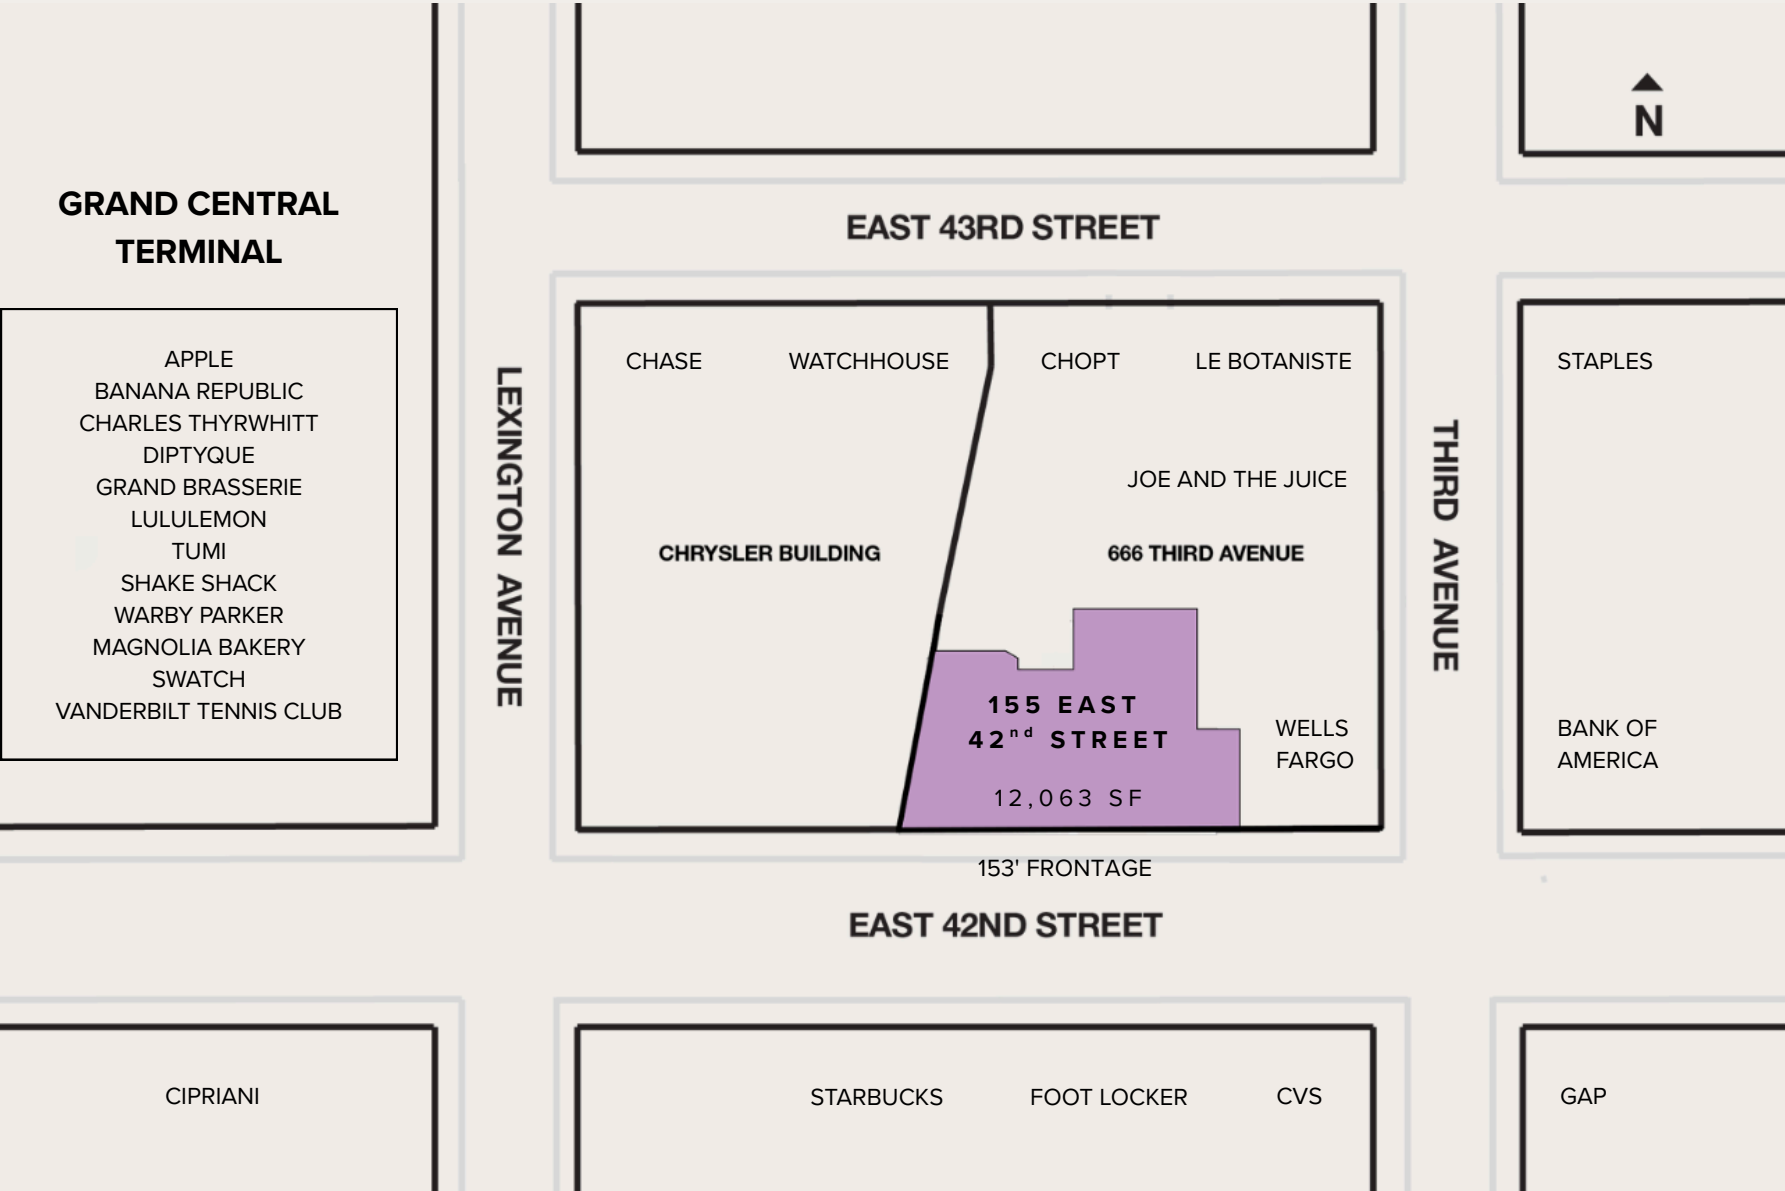 N
GRAND CENTRAL
TERMINAL
APPLE
BANANA REPUBLIC
CHARLES THYRWHITT
DIPTYQUE
GRAND BRASSERIE
LULULEMON
TUMI
SHAKE SHACK
WARBY PARKER
MAGNOLIA BAKERY
SWATCH
VANDERBILT TENNIS CLUB
EAST 43RD STREET
LEXINGTON AVENUE
CHASE
WATCHHOUSE
CHOPT
LE BOTANISTE
JOE AND THE JUICE
CHRYSLER BUILDING
666 THIRD AVENUE
155 EAST
42nd STREET
12,063 SF
WELLS
FARGO
THIRD AVENUE
STAPLES
BANK OF
AMERICA
153' FRONTAGE
EAST 42ND STREET
CIPRIANI
STARBUCKS
FOOT LOCKER
CVS
GAP